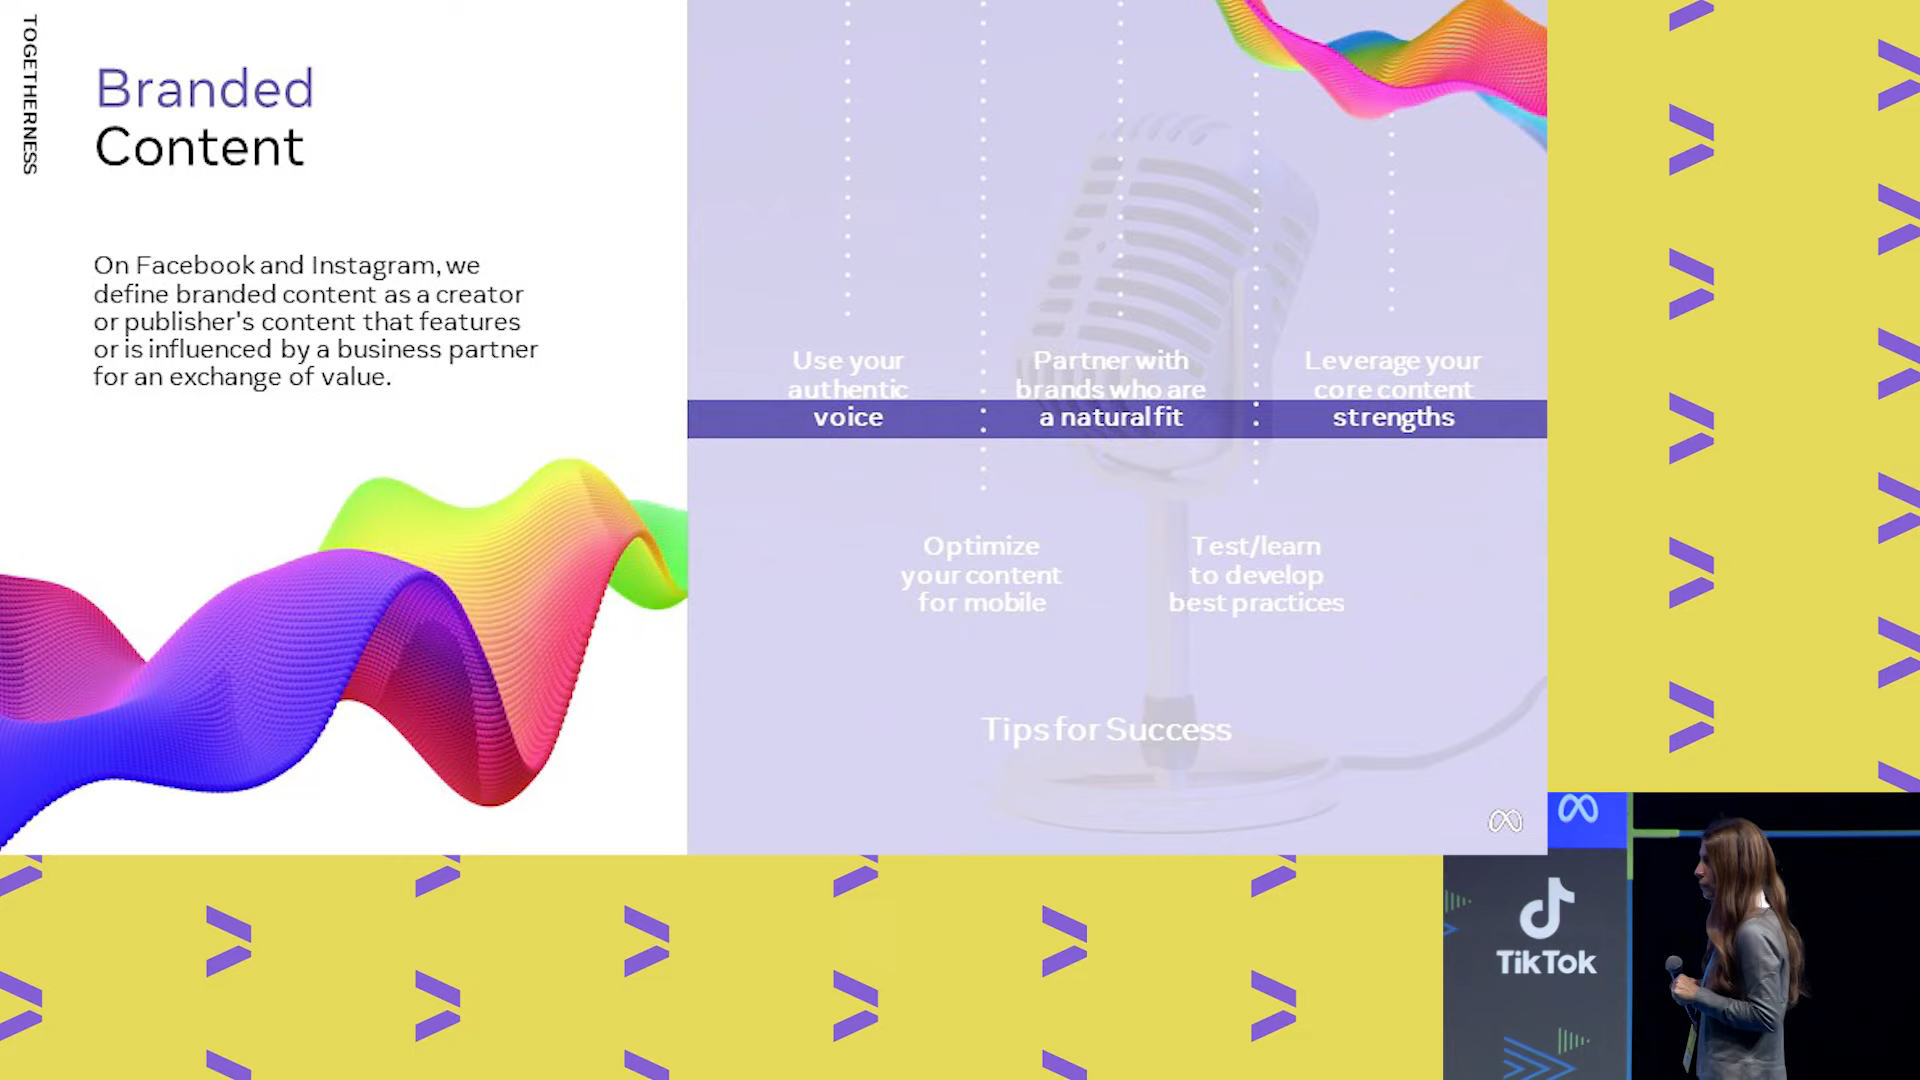 TOGETHERNESS
Branded
Content
On Facebook and Instagram, we
define branded content as a creator
or publisher's content that features
or is influenced by a business partner
for an exchange of value.
Use your
authentic
voice
Partner with
brands who are
a natural fit
Leverage your
core content
strengths
Optimize
your content
for mobile
Test/learn
to develop
best practices
Tips for Success
TikTok